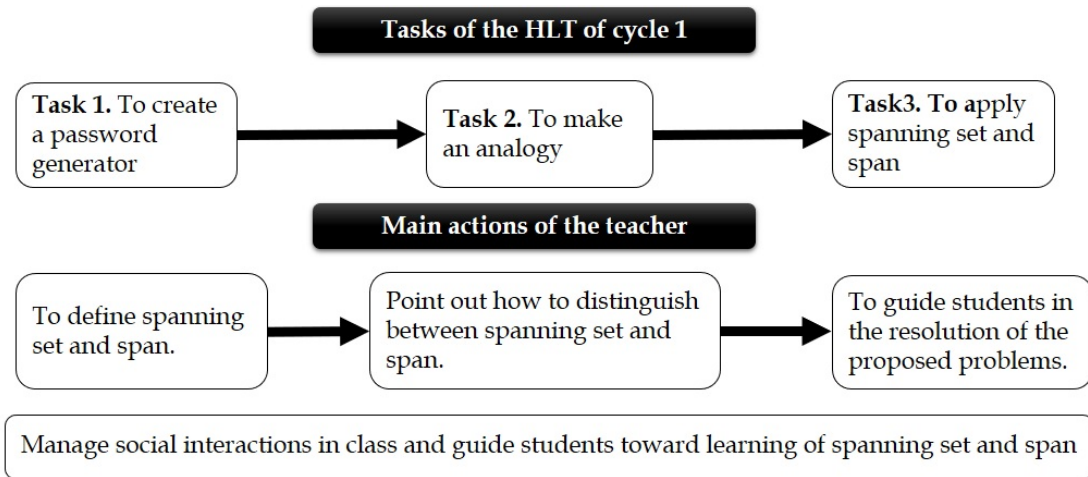 Tasks of the HLT of cycle 1
Task 1. To create
a password
generator
Task 2. To make
an analogy
Task3. To apply
spanning set and
span
Main actions of the teacher
To define spanning
set and span.
Point out how to distinguish
between spanning set and
span.
To guide students in
the resolution of the
proposed problems.
Manage social interactions in class and guide students toward learning of spanning set and span